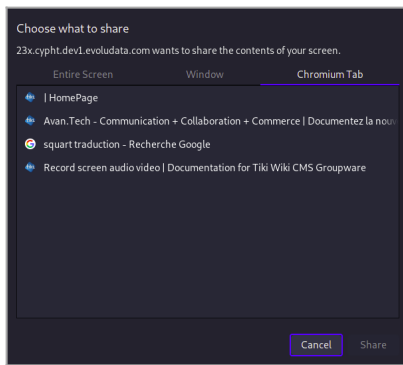 Choose what to share
23x.cypht.dev1.evoludata.com wants to share the contents of your screen.
Entire Screen Window Chromium Tab
| HomePage
Avan.Tech - Communication + Collaboration + Commerce | Documentez la nouv
squart traduction - Recherche Google
Record screen audio video | Documentation for Tiki Wiki CMS Groupware
Cancel Share